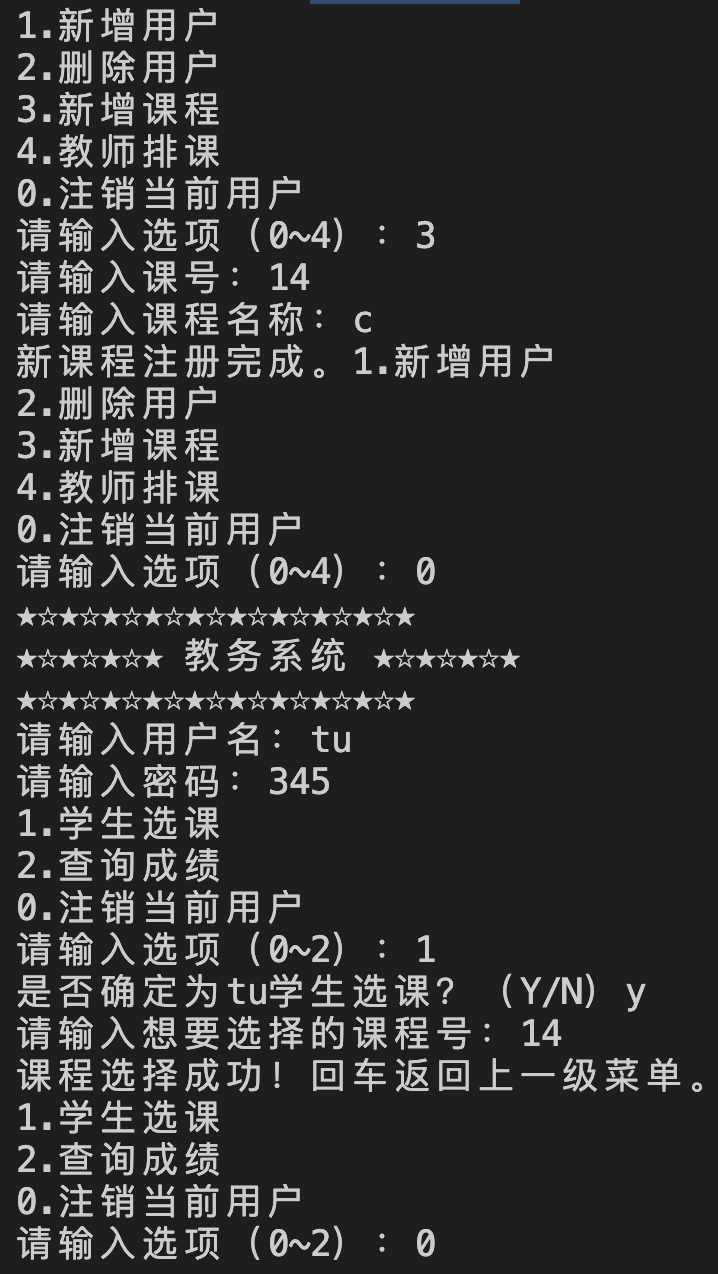 1.新增用户
2.删除用户
3.新增课程
4.教师排课
0.注销当前用户
请输入选项（0~4）：3
请输入课号：14
请输入课程名称：c
新课程注册完成。1.新增用户
2.删除用户
3.新增课程
4.教师排课
0.注销当前用户
请输入选项（0~4）：0
★☆★☆★☆★☆★☆★☆★☆★☆★☆★
★☆★☆★☆★ 教务系统 ★☆★☆★☆★
★☆★☆★☆★☆★☆★☆★☆★☆★☆★
请输入用户名：tu
请输入密码：345
1.学生选课
2.查询成绩
0.注销当前用户
请输入选项（0~2）：1
是否确定为tu学生选课？（Y/N）y
请输入想要选择的课程号：14
课程选择成功！回车返回上一级菜单。
1.学生选课
2.查询成绩
0.注销当前用户
请输入选项（0~2）：0